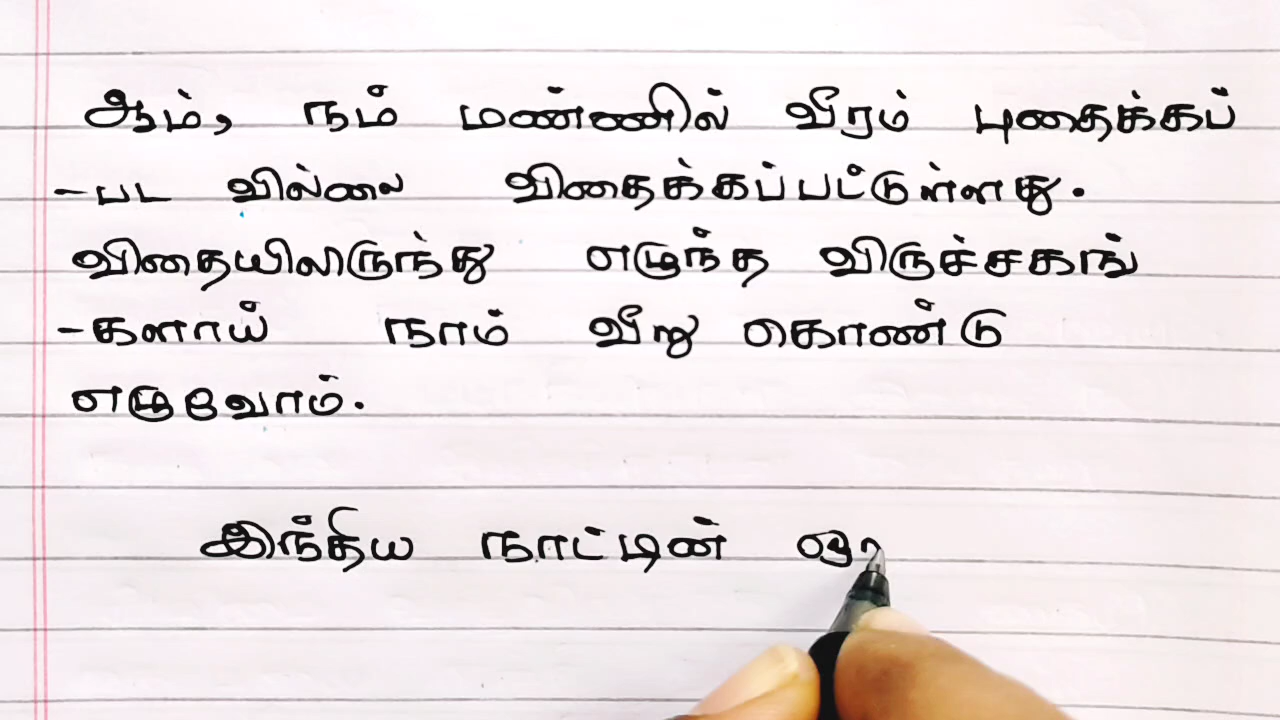 ஆம், நம் மண்ணில் வீரம் புதைக்கப்
-பட வில்லை விதைக்கப்பட்டுள்ளது.
விதையிலிருந்து எழுந்த விருச்சகங்
-களாய் நாம் வீறு கொண்டு
எழுவோம்.
இந்திய நாட்டின்